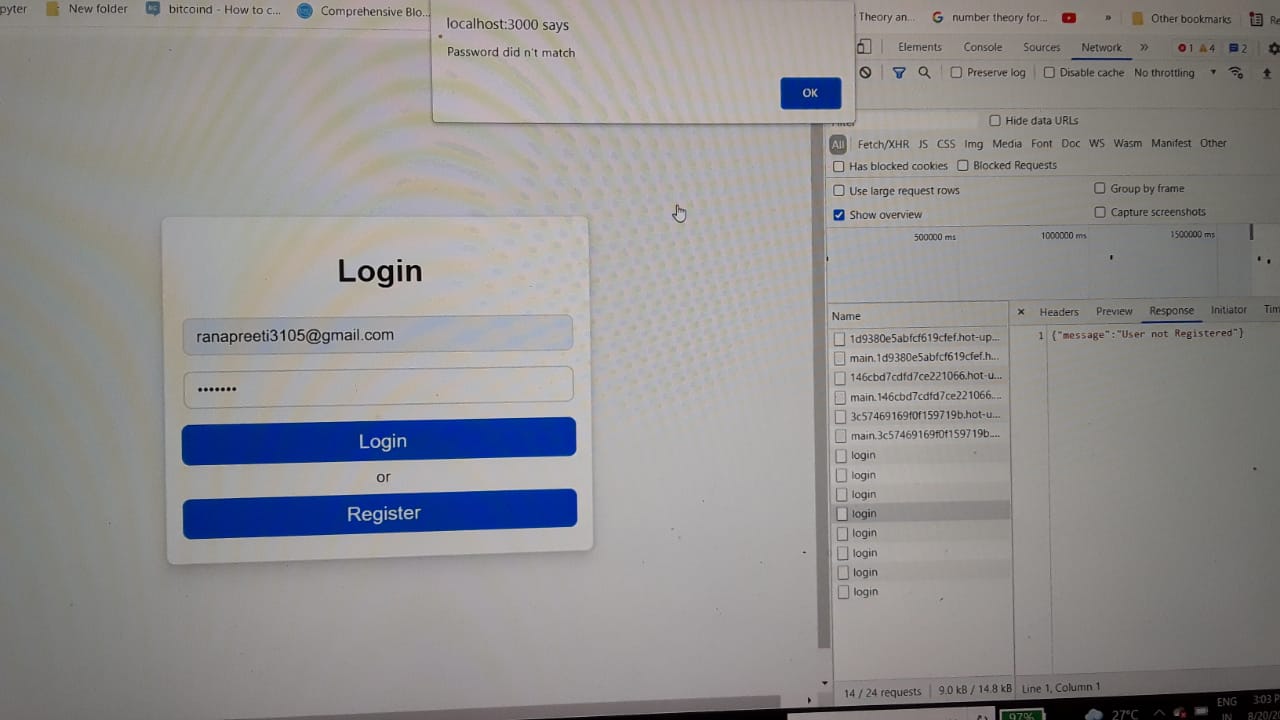 pyter
New folder
bitcoind - How to c...
Comprehensive Blo...
Theory an...
number theory for...
»
Other bookmarks
localhost:3000 says
Password did n't match
OK
Elements
Console
Sources
Network
»
1
4
2
Preserve log
Disable cache
No throttling
Hide data URLs
All
Fetch/XHR
JS
CSS
Img
Media
Font
Doc
WS
Wasm
Manifest
Other
Has blocked cookies
Blocked Requests
Use large request rows
Group by frame
Show overview
Capture screenshots
500000 ms
1000000 ms
1500000 ms
Login
ranapreeti3105@gmail.com
•••••••
Login
or
Register
Name
1d9380e5abfcf619cfef.hot-up...
main.1d9380e5abfcf619cfef.h...
146cbd7cdfd7ce221066.hot-u...
main.146cbd7cdfd7ce221066....
3c57469169f0f159719b.hot-u...
main.3c57469169f0f159719b....
login
login
login
login
login
login
login
login
×
Headers
Preview
Response
Initiator
Tim
1 {"message":"User not Registered"}
14 / 24 requests
9.0 kB / 14.8 kB
Line 1, Column 1
97%
27°C
ENG
IN
3:03 P
8/20/2